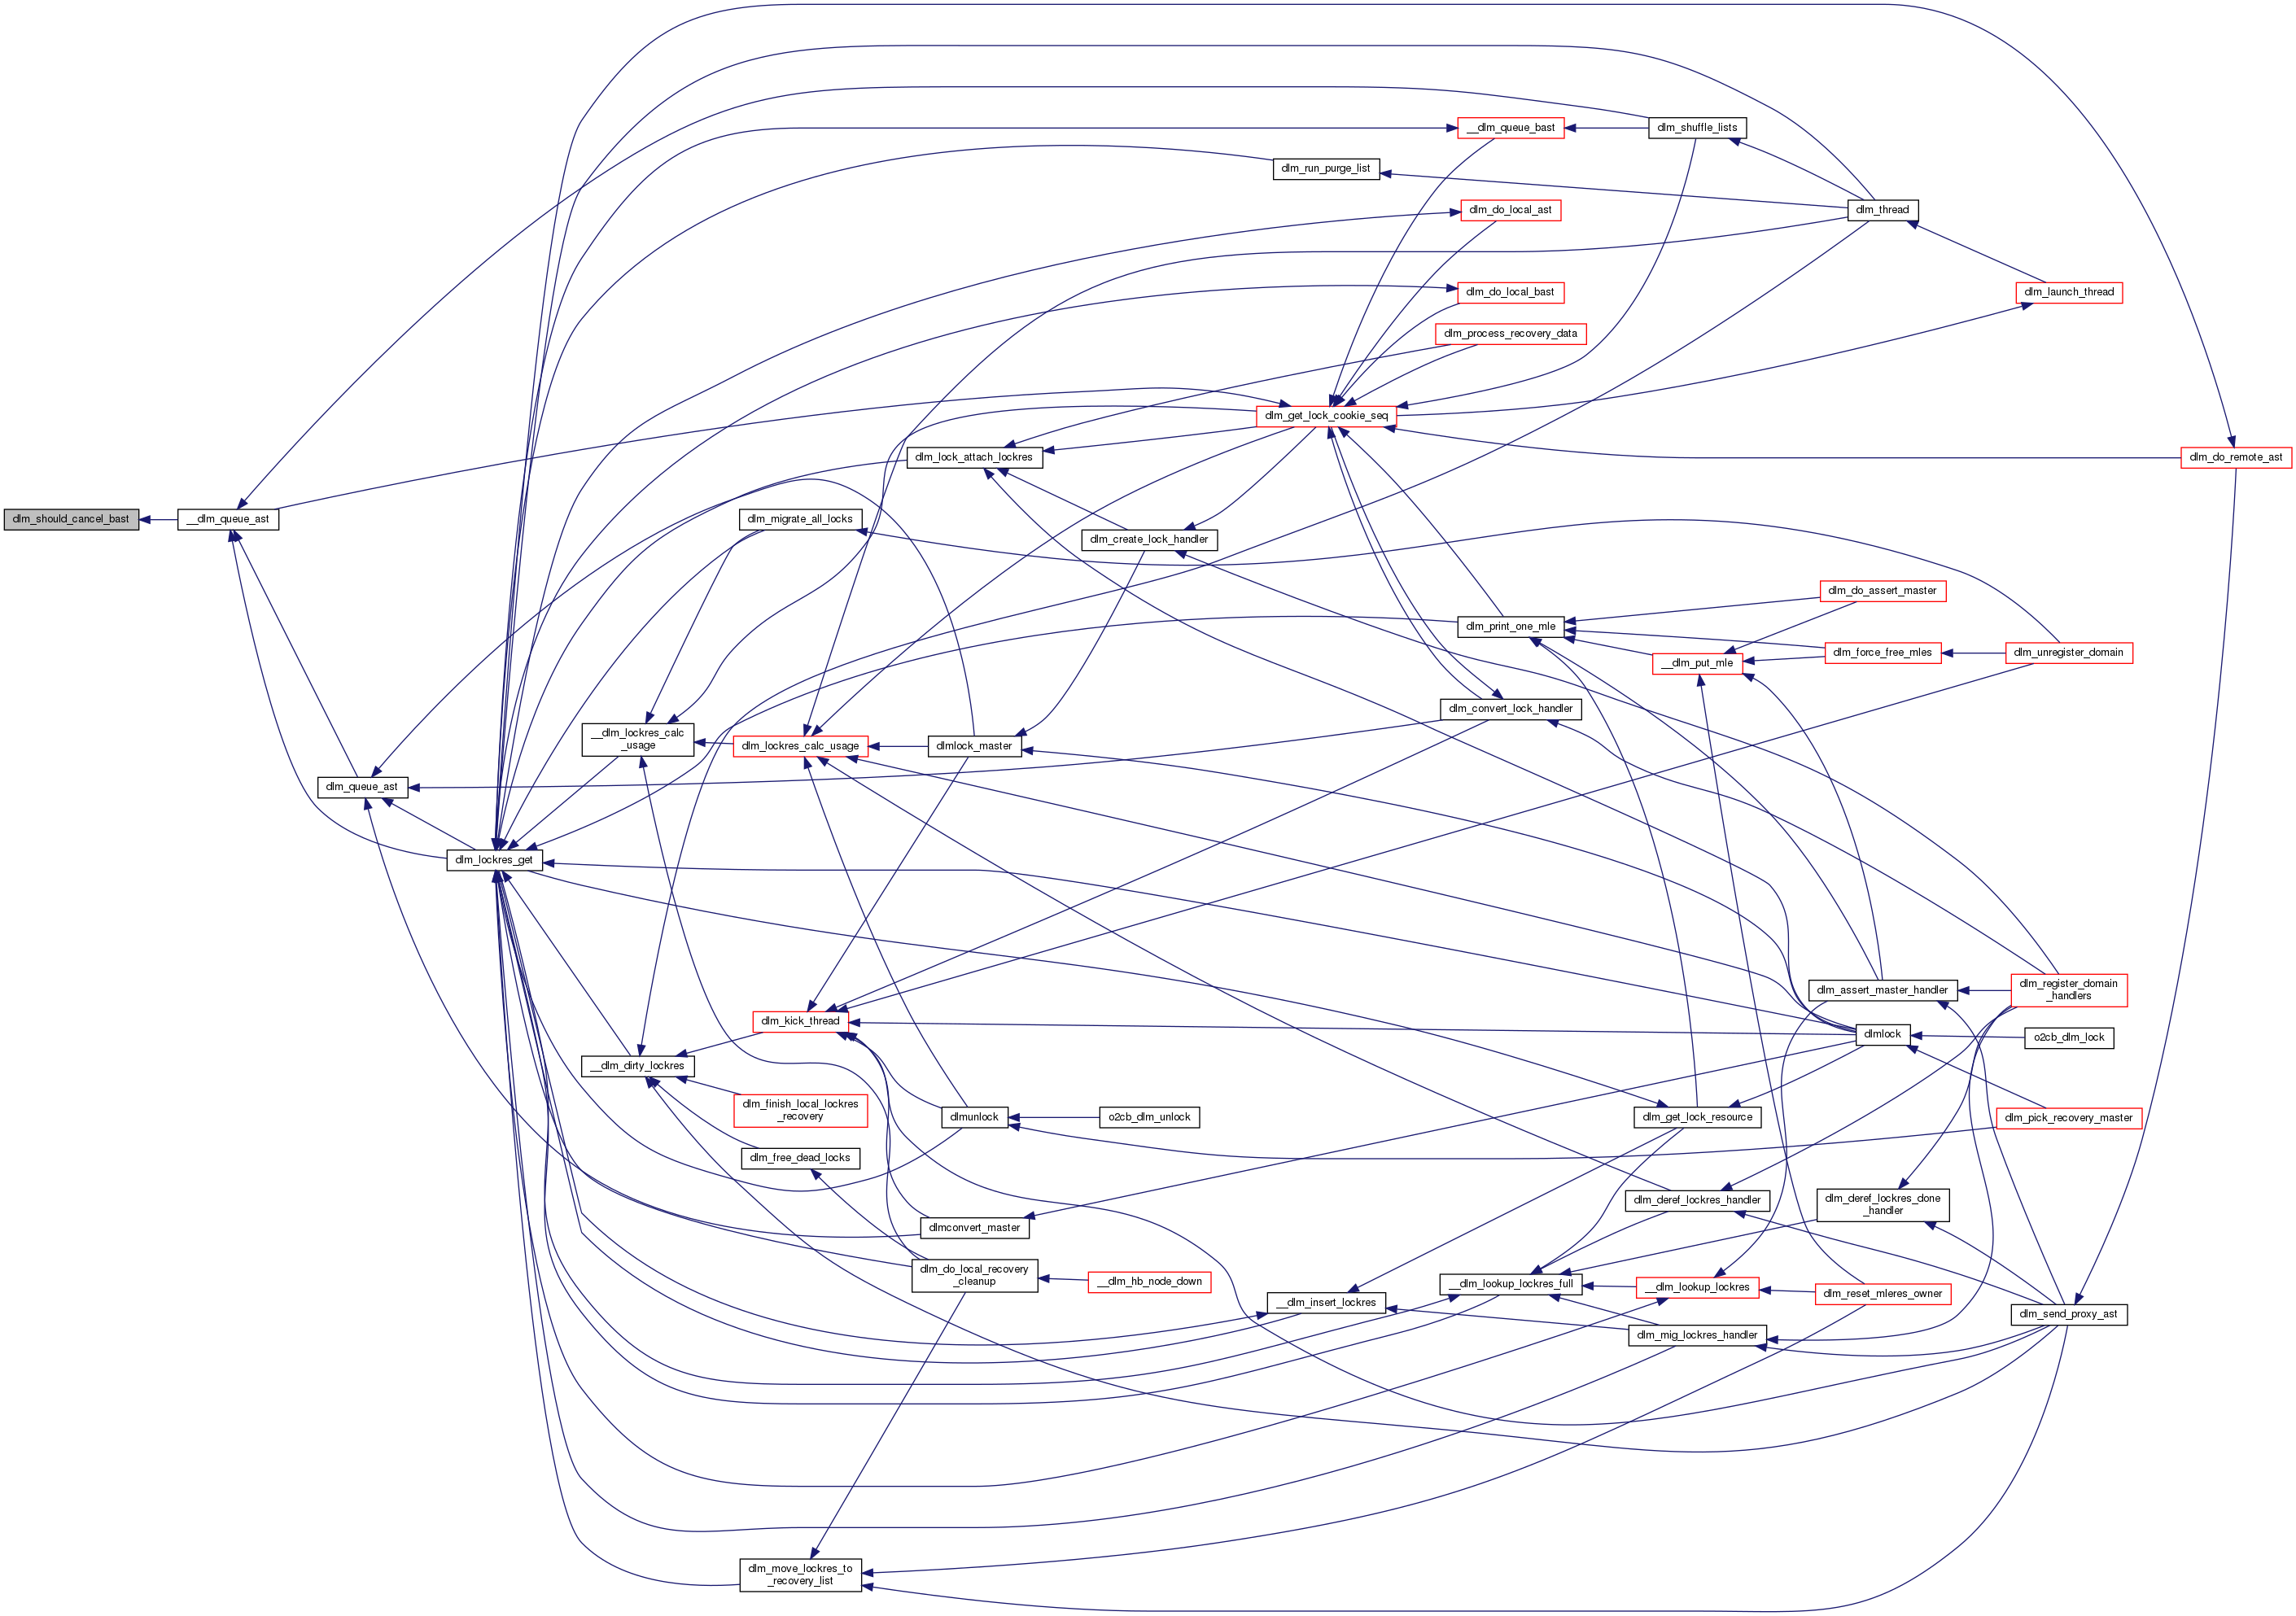 __dlm_queue_bast
dlm_shuffle_lists
dlm_run_purge_list
dlm_do_local_ast
dlm_thread
dlm_do_local_bast
dlm_launch_thread
dlm_process_recovery_data
dlm_get_lock_cookie_seq
dlm_lock_attach_lockres
dlm_do_remote_ast
dlm_should_cancel_bast
__dlm_queue_ast
dlm_migrate_all_locks
dlm_create_lock_handler
dlm_do_assert_master
dlm_print_one_mle
dlm_force_free_mles
dlm_unregister_domain
__dlm_put_mle
dlm_convert_lock_handler
__dlm_lockres_calc
_usage
dlm_lockres_calc_usage
dlmlock_master
dlm_queue_ast
dlm_lockres_get
dlm_assert_master_handler
dlm_register_domain
_handlers
dlm_kick_thread
dlmlock
o2cb_dlm_lock
__dlm_dirty_lockres
dlm_finish_local_lockres
_recovery
dlmunlock
o2cb_dlm_unlock
dlm_get_lock_resource
dlm_pick_recovery_master
dlm_free_dead_locks
dlm_deref_lockres_handler
dlm_deref_lockres_done
_handler
dlmconvert_master
dlm_do_local_recovery
_cleanup
__dlm_hb_node_down
__dlm_lookup_lockres_full
__dlm_lookup_lockres
dlm_reset_mleres_owner
__dlm_insert_lockres
dlm_send_proxy_ast
dlm_mig_lockres_handler
dlm_move_lockres_to
_recovery_list